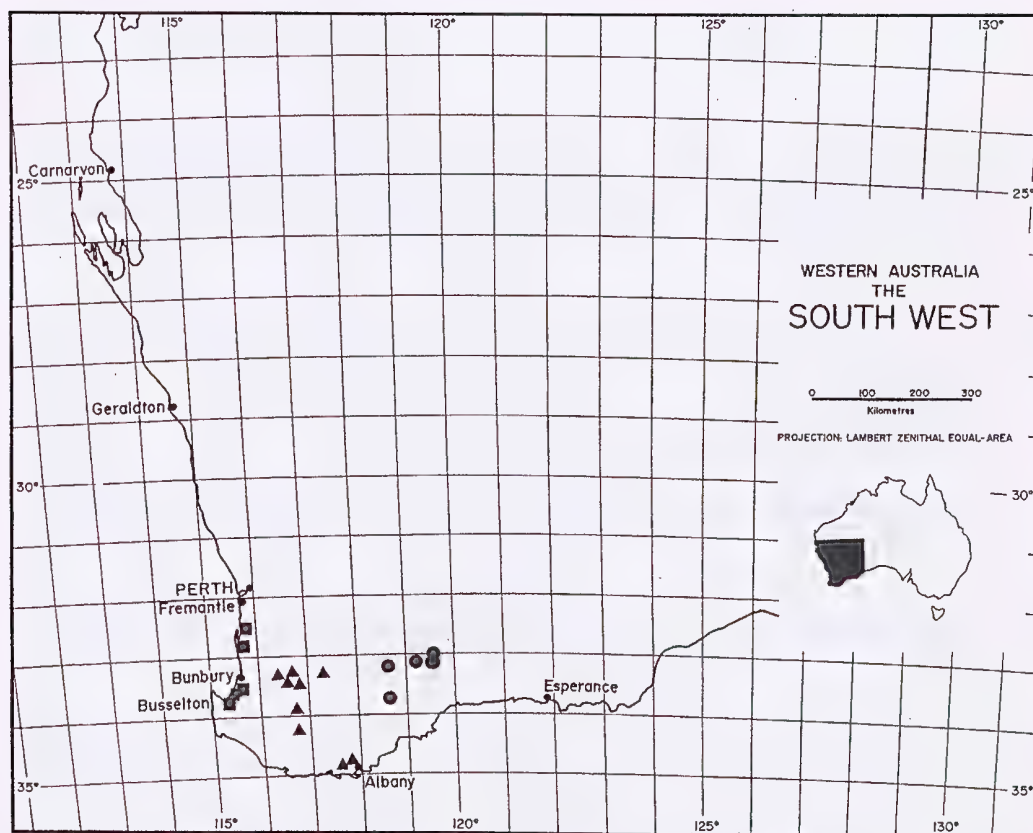 115°
120°
125°
130°
Carnarvon
25°
25°
WESTERN AUSTRALIA
THE
SOUTH WEST
Geraldton
0 100 200 300
Kilometres
PROJECTION: LAMBERT ZENITHAL EQUAL-AREA
30°
30°
PERTH
Fremantle
Bunbury
Esperance
Busselton
Albany
35°
35°
115°
120°
125°
130°